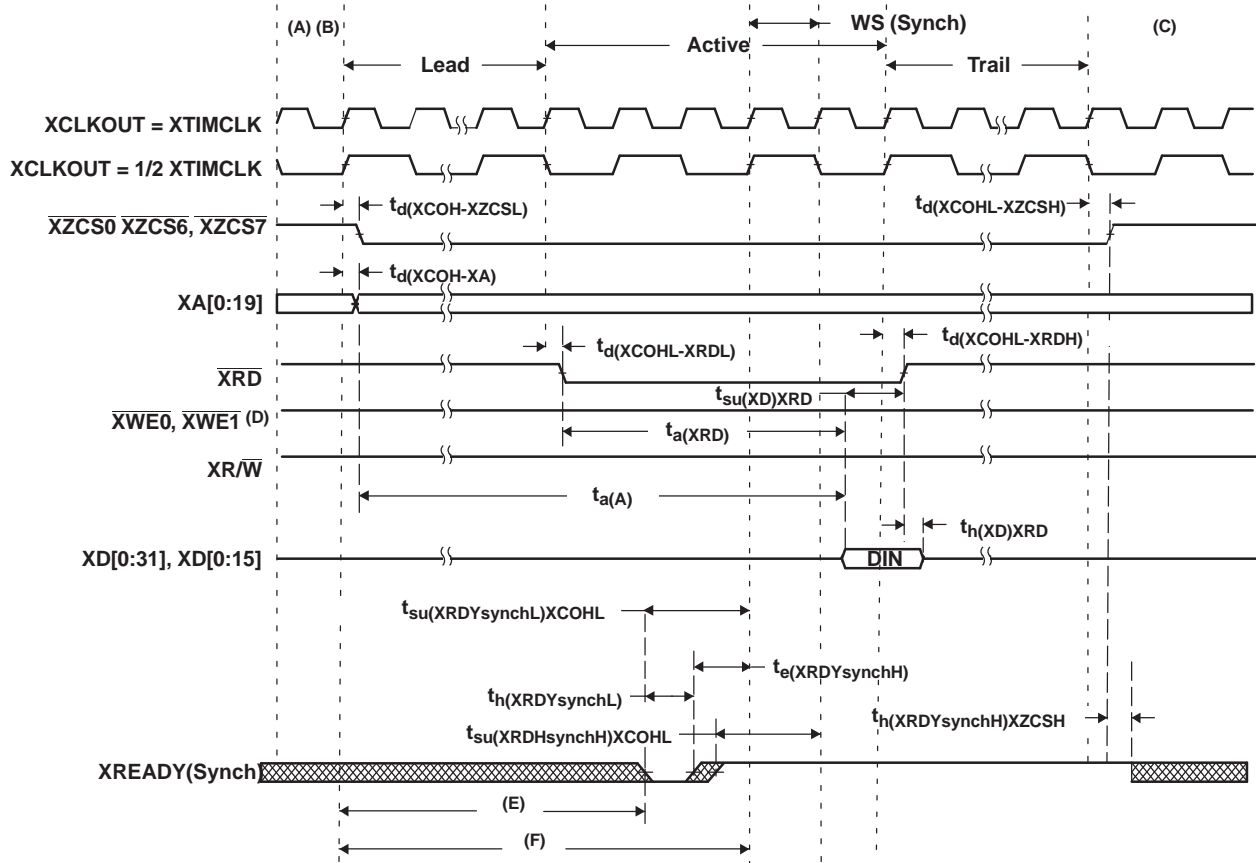 (A) (B)
WS (Synch)
(C)
Active
Lead
Trail
XCLKOUT = XTIMCLK
XCLKOUT = 1/2 XTIMCLK
td(XCOH-XZCSL)
td(XCOHL-XZCSH)
XZCS0 XZCS6, XZCS7
td(XCOH-XA)
XA[0:19]
td(XCOHL-XRDL)
td(XCOHL-XRDH)
XRD
tsu(XD)XRD
XWE0, XWE1 (D)
ta(XRD)
XR/W
ta(A)
th(XD)XRD
XD[0:31], XD[0:15]
DIN
tsu(XRDYsynchL)XCOHL
te(XRDYsynchH)
th(XRDYsynchL)
th(XRDYsynchH)XZCSH
tsu(XRDHsynchH)XCOHL
XREADY(Synch)
(E)
(F)